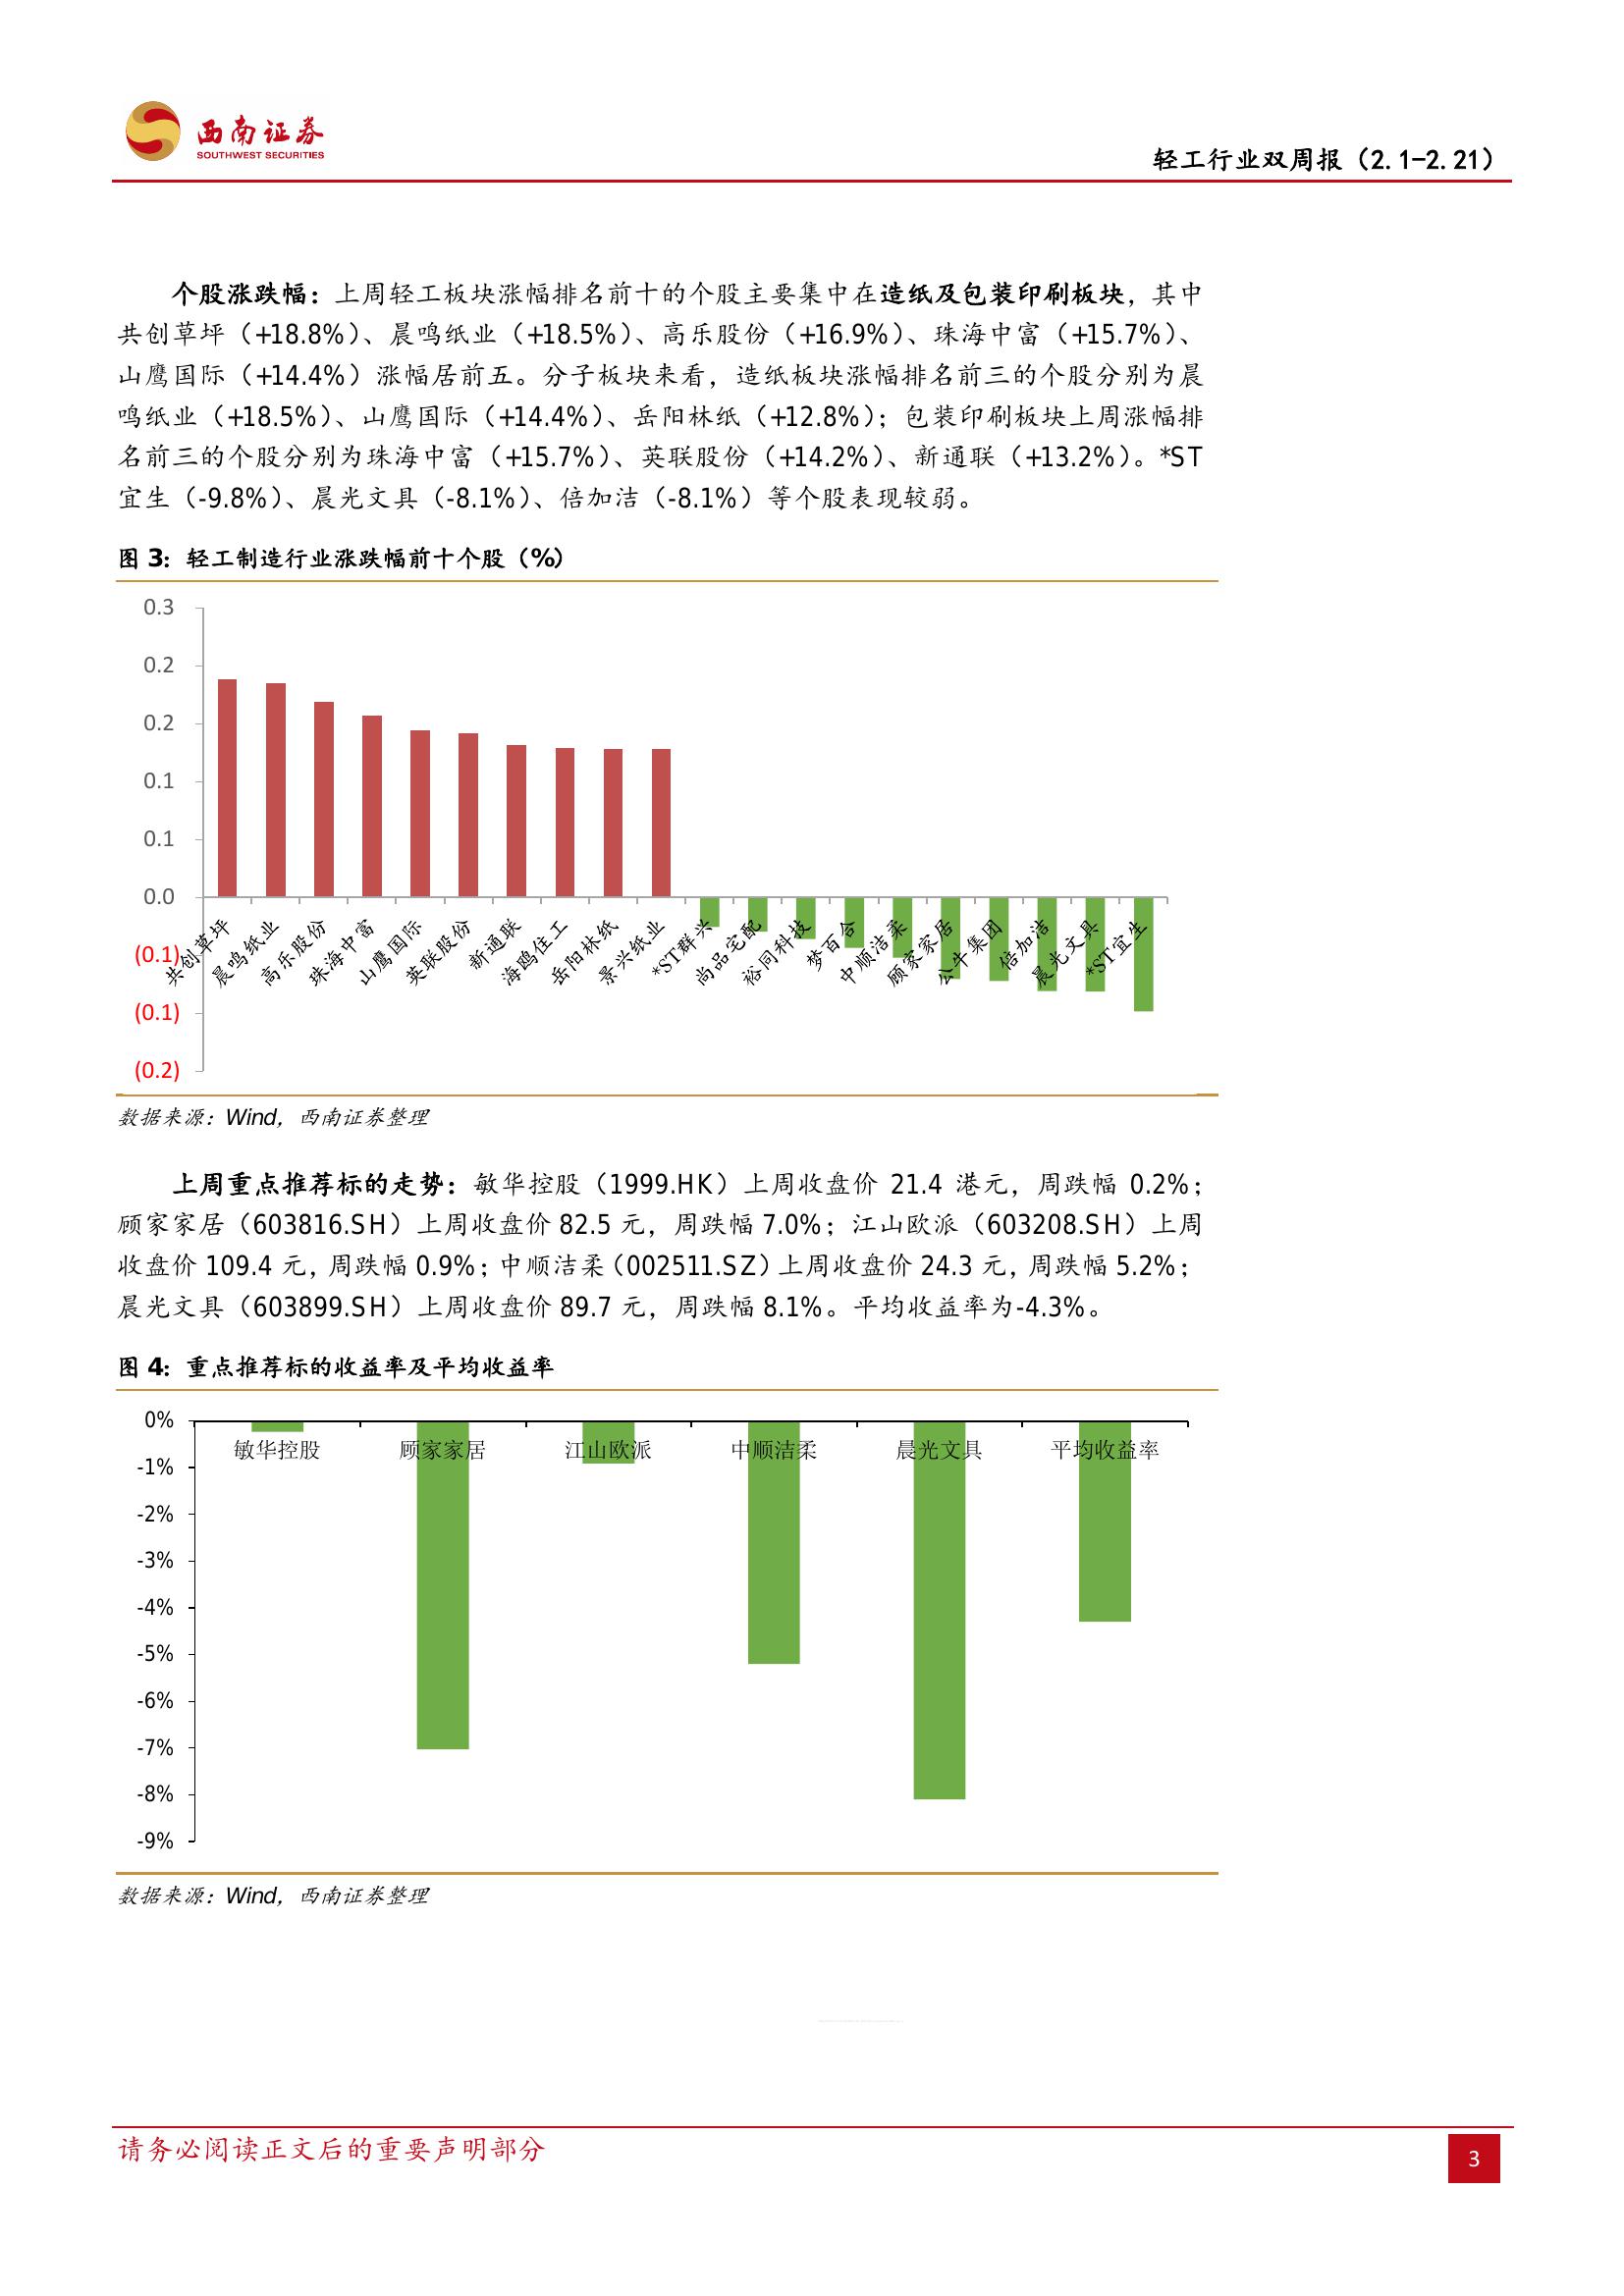 西南证券
SOUTHWEST SECURITIES
轻工行业双周报（2.1-2.21）
个股涨跌幅：上周轻工板块涨幅排名前十的个股主要集中在造纸及包装印刷板块，其中
共创草坪（+18.8%）、晨鸣纸业（+18.5%）、高乐股份（+16.9%）、珠海中富（+15.7%）、
山鹰国际（+14.4%）涨幅居前五。分子板块来看，造纸板块涨幅排名前三的个股分别为晨
鸣纸业（+18.5%）、山鹰国际（+14.4%）、岳阳林纸（+12.8%）；包装印刷板块上周涨幅排
名前三的个股分别为珠海中富（+15.7%）、英联股份（+14.2%）、新通联（+13.2%）。*ST
宜生（-9.8%）、晨光文具（-8.1%）、倍加洁（-8.1%）等个股表现较弱。
图 3：轻工制造行业涨跌幅前十个股（%）
0.3
0.2
0.2
0.1
0.1
0.0
(0.1)
(0.1)
(0.2)
共创草坪
晨鸣纸业
高乐股份
珠海中富
山鹰国际
英联股份
新通联
海鸥住工
岳阳林纸
景兴纸业
*ST群兴
尚品宅配
裕同科技
梦百合
中顺洁柔
顾家家居
公牛集团
倍加洁
晨光文具
*ST宜生
数据来源：Wind，西南证券整理
上周重点推荐标的走势：敏华控股（1999.HK）上周收盘价 21.4 港元，周跌幅 0.2%；
顾家家居（603816.SH）上周收盘价 82.5 元，周跌幅 7.0%；江山欧派（603208.SH）上周
收盘价 109.4 元，周跌幅 0.9%；中顺洁柔（002511.SZ）上周收盘价 24.3 元，周跌幅 5.2%；
晨光文具（603899.SH）上周收盘价 89.7 元，周跌幅 8.1%。平均收益率为-4.3%。
图 4：重点推荐标的收益率及平均收益率
0%
-1%
-2%
-3%
-4%
-5%
-6%
-7%
-8%
-9%
敏华控股
顾家家居
江山欧派
中顺洁柔
晨光文具
平均收益率
数据来源：Wind，西南证券整理
请务必阅读正文后的重要声明部分
3